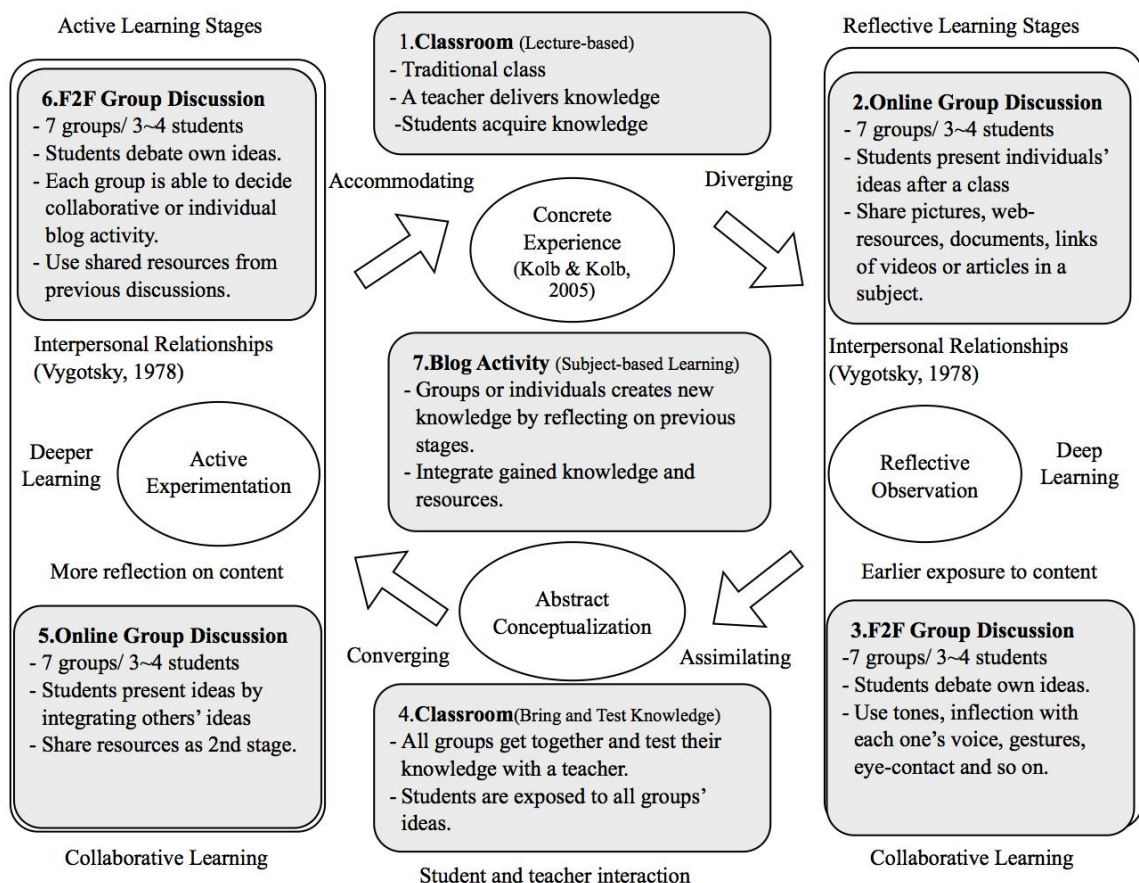 Active Learning Stages
6.F2F Group Discussion
- 7 groups/ 3~4 students
- Students debate own ideas.
- Each group is able to decide
collaborative or individual
blog activity.
- Use shared resources from
previous discussions.
Interpersonal Relationships
(Vygotsky, 1978)
Deeper
Learning
Active
Experimentation
More reflection on content
5.Online Group Discussion
- 7 groups/ 3~4 students
- Students present ideas by
integrating others’ ideas
- Share resources as 2nd stage.
Collaborative Learning
1.Classroom (Lecture-based)
- Traditional class
- A teacher delivers knowledge
-Students acquire knowledge
Accommodating
Diverging
Concrete
Experience
(Kolb & Kolb,
2005)
7.Blog Activity (Subject-based Learning)
- Groups or individuals creates new
knowledge by reflecting on previous
stages.
- Integrate gained knowledge and
resources.
Abstract
Conceptualization
Converging
Assimilating
4.Classroom(Bring and Test Knowledge)
- All groups get together and test their
knowledge with a teacher.
- Students are exposed to all groups’
ideas.
Student and teacher interaction
Reflective Learning Stages
2.Online Group Discussion
- 7 groups/ 3~4 students
- Students present individuals’
ideas after a class
- Share pictures, web-
resources, documents, links
of videos or articles in a
subject.
Interpersonal Relationships
(Vygotsky, 1978)
Reflective
Observation
Deep
Learning
Earlier exposure to content
3.F2F Group Discussion
-7 groups/ 3~4 students
- Students debate own ideas.
- Use tones, inflection with
each one’s voice, gestures,
eye-contact and so on.
Collaborative Learning